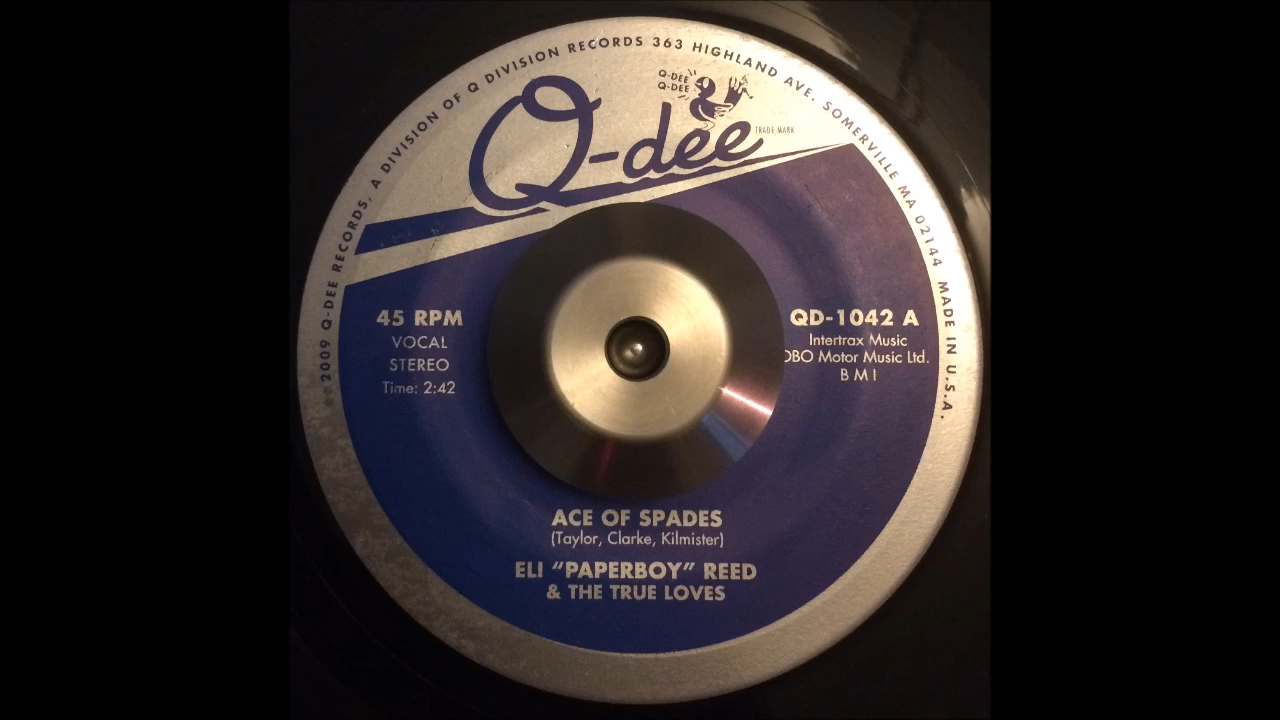 2009 Q-DEE RECORDS, A DIVISION OF Q DIVISION RECORDS 363 HIGHLAND AVE. SOMERVILLE MA 02144 MADE IN U.S.A.
Q-DEE
Q-DEE
Q-dee
TRADE MARK
45 RPM
VOCAL
STEREO
Time: 2:42
QD-1042 A
Intertrax Music
OBO Motor Music Ltd.
B M I
ACE OF SPADES
(Taylor, Clarke, Kilmister)
ELI “PAPERBOY” REED
& THE TRUE LOVES